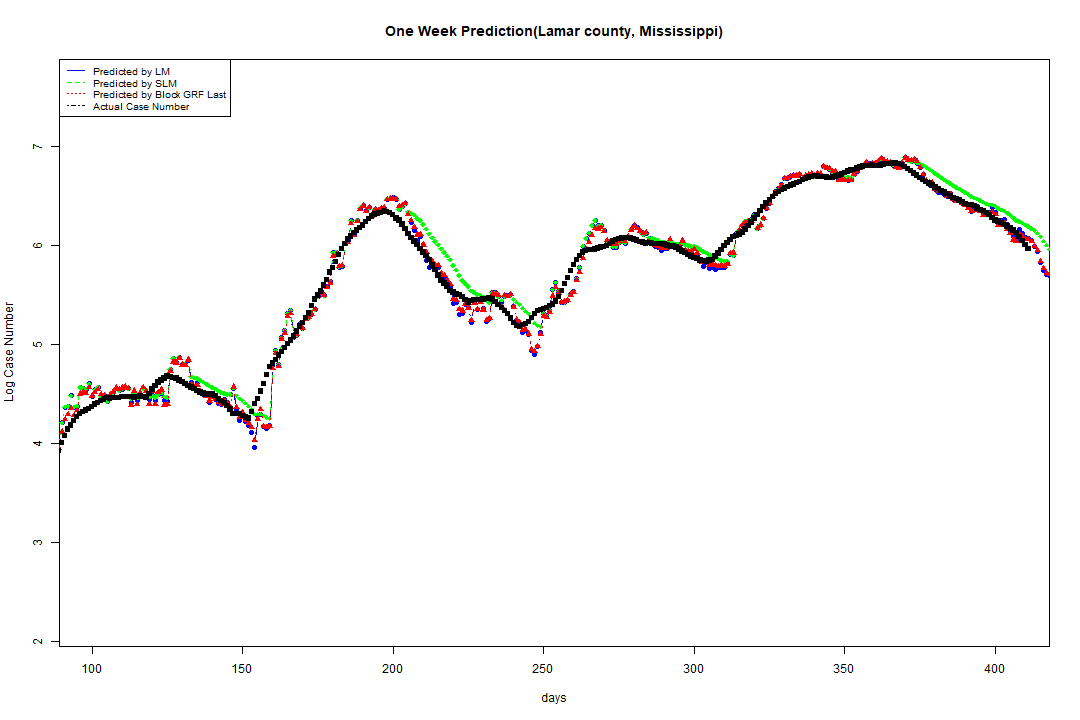 One Week Prediction(Lamar county, Mississippi)
Predicted by LM
Predicted by SLM
Predicted by Block GRF Last
Actual Case Number
Log Case Number
7
6
5
4
3
2
100 150 200 250 300 350 400
days